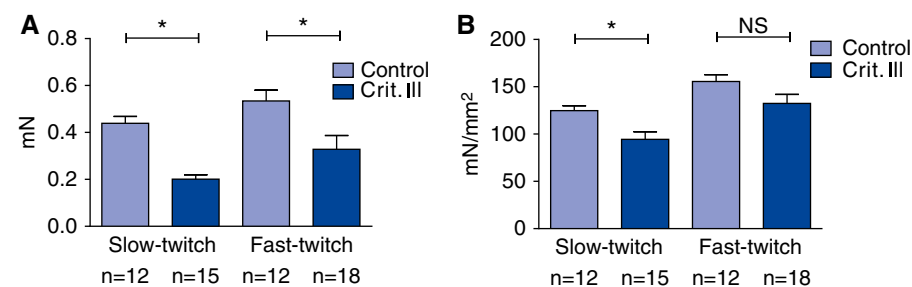 A
*
*
0.8
0.6
0.4
0.2
0.0
mN
Control
Crit. Ill
Slow-twitch
Fast-twitch
n=12
n=15
n=12
n=18
B
*
NS
200
150
100
50
0
mN/mm²
Control
Crit. Ill
Slow-twitch
Fast-twitch
n=12
n=15
n=12
n=18